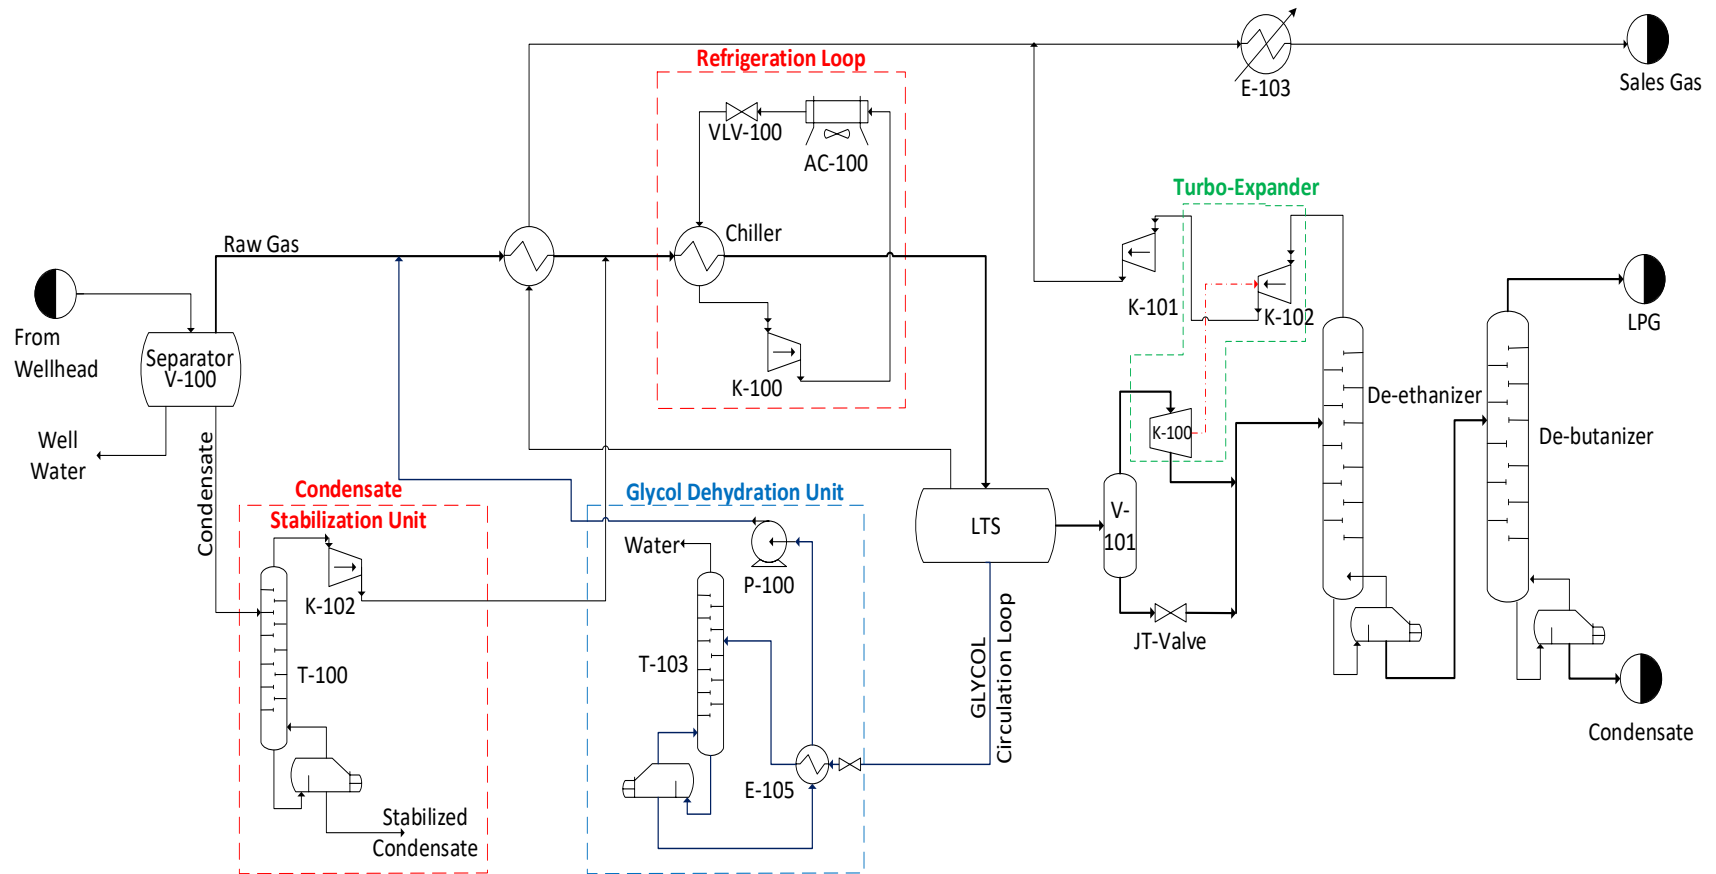 Refrigeration Loop
E-103
Sales Gas
VLV-100
AC-100
Turbo-Expander
Raw Gas
Chiller
From
Wellhead
Separator
V-100
K-100
K-101
K-102
LPG
De-ethanizer
De-butanizer
K-100
Well
Water
Condensate
Condensate
Stabilization Unit
Glycol Dehydration Unit
LTS
V-
101
Water
P-100
K-102
T-100
T-103
E-105
GLYCOL
Circulation Loop
JT-Valve
Stabilized
Condensate
Condensate